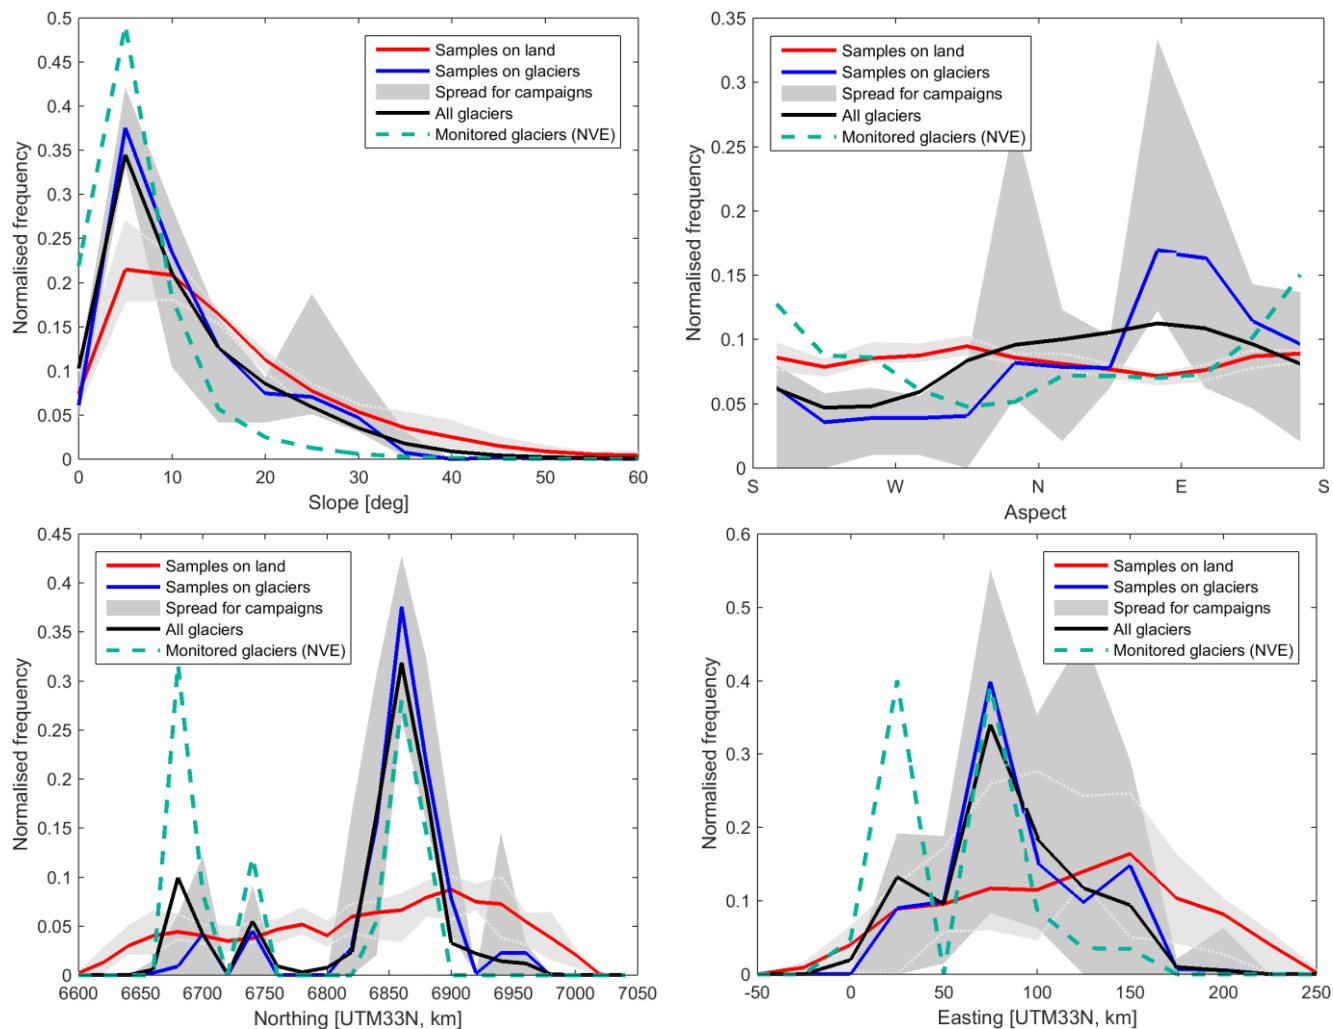 0.5
0.45
0.4
0.35
0.3
0.25
0.2
0.15
0.1
0.05
0
Normalised frequency
Samples on land
Samples on glaciers
Spread for campaigns
All glaciers
Monitored glaciers (NVE)
0 10 20 30 40 50 60
Slope [deg]
0.35
0.3
0.25
0.2
0.15
0.1
0.05
0
Normalised frequency
Samples on land
Samples on glaciers
Spread for campaigns
All glaciers
Monitored glaciers (NVE)
S W N E S
Aspect
0.45
0.4
0.35
0.3
0.25
0.2
0.15
0.1
0.05
0
Normalised frequency
Samples on land
Samples on glaciers
Spread for campaigns
All glaciers
Monitored glaciers (NVE)
6600 6650 6700 6750 6800 6850 6900 6950 7000 7050
Northing [UTM33N, km]
0.6
0.5
0.4
0.3
0.2
0.1
0
Normalised frequency
Samples on land
Samples on glaciers
Spread for campaigns
All glaciers
Monitored glaciers (NVE)
-50 0 50 100 150 200 250
Easting [UTM33N, km]